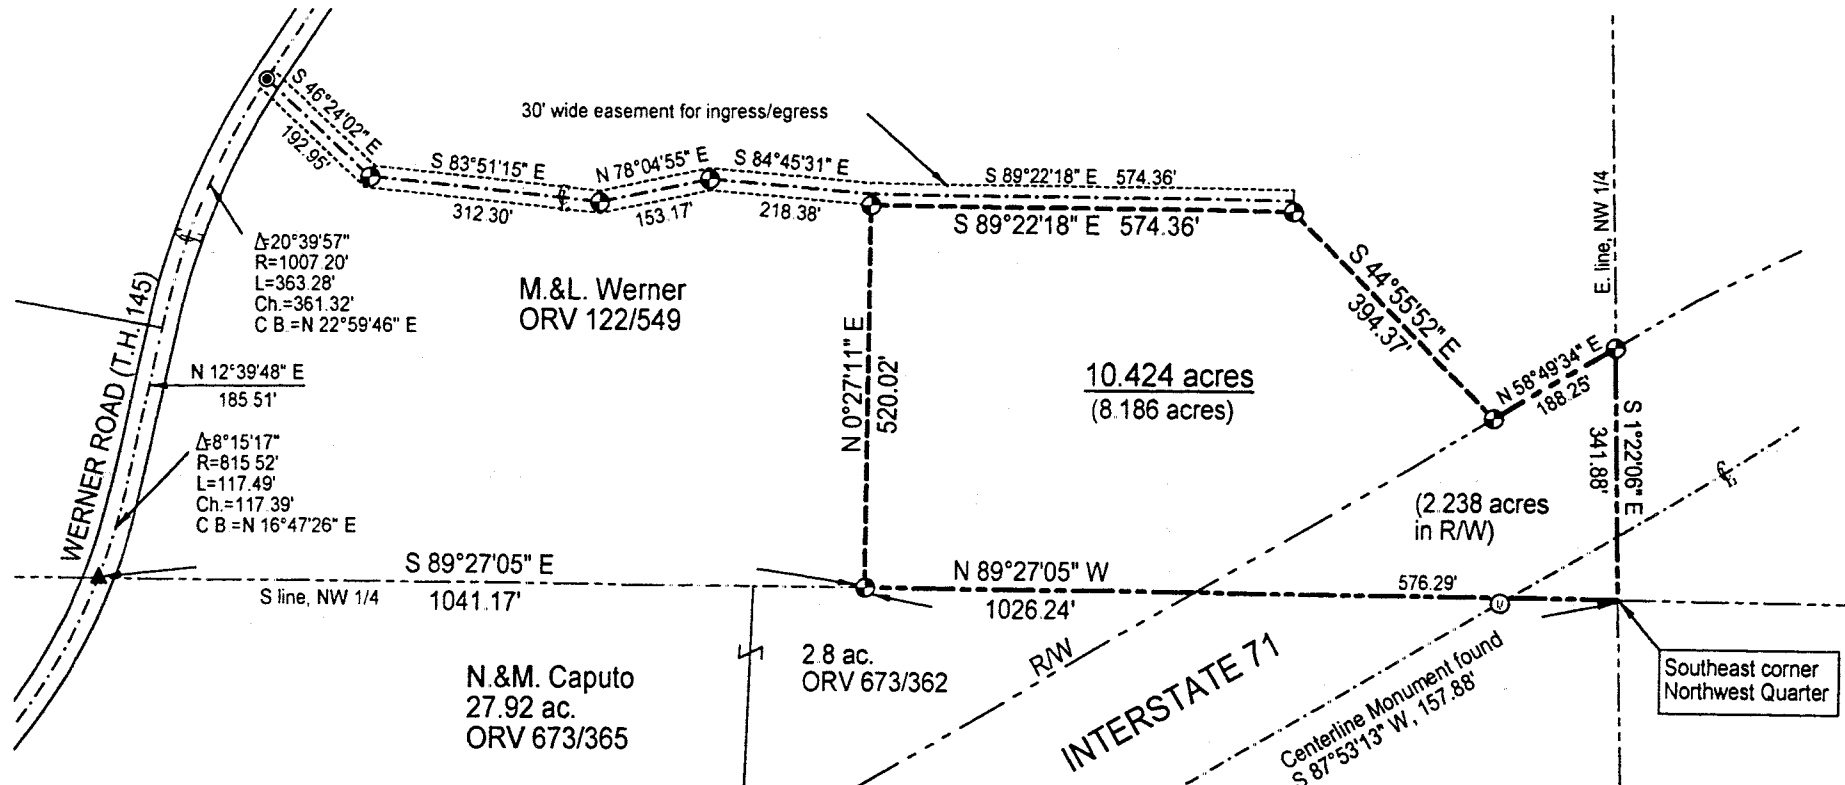 S 46°24'02" E
192.95'
30' wide easement for ingress/egress
S 83°51'15" E
312.30'
N 78°04'55" E
153.17'
S 84°45'31" E
218.38'
S 89°22'18" E 574.36'
S 89°22'18" E 574.36'
E. line, NW 1/4
Δ=20°39'57"
R=1007.20'
L=363.28'
Ch.=361.32'
C B.=N 22°59'46" E
M.&L. Werner
ORV 122/549
S 44°55'52" E
394.37'
N 0°27'11" E
520.02'
10.424 acres
(8.186 acres)
N 58°49'34" E
188.25'
S 1°22'06" E
341.88'
WERNER ROAD (T.H. 145)
N 12°39'48" E
185.51'
Δ=8°15'17"
R=815 52'
L=117.49'
Ch.=117.39'
C B =N 16°47'26" E
(2.238 acres
in R/W)
S 89°27'05" E
S line, NW 1/4
1041.17'
N 89°27'05" W
1026.24'
576.29'
R/W
INTERSTATE 71
2.8 ac.
ORV 673/362
N.&M. Caputo
27.92 ac.
ORV 673/365
Centerline Monument found
S 87°53'13" W, 157.88'
Southeast corner
Northwest Quarter